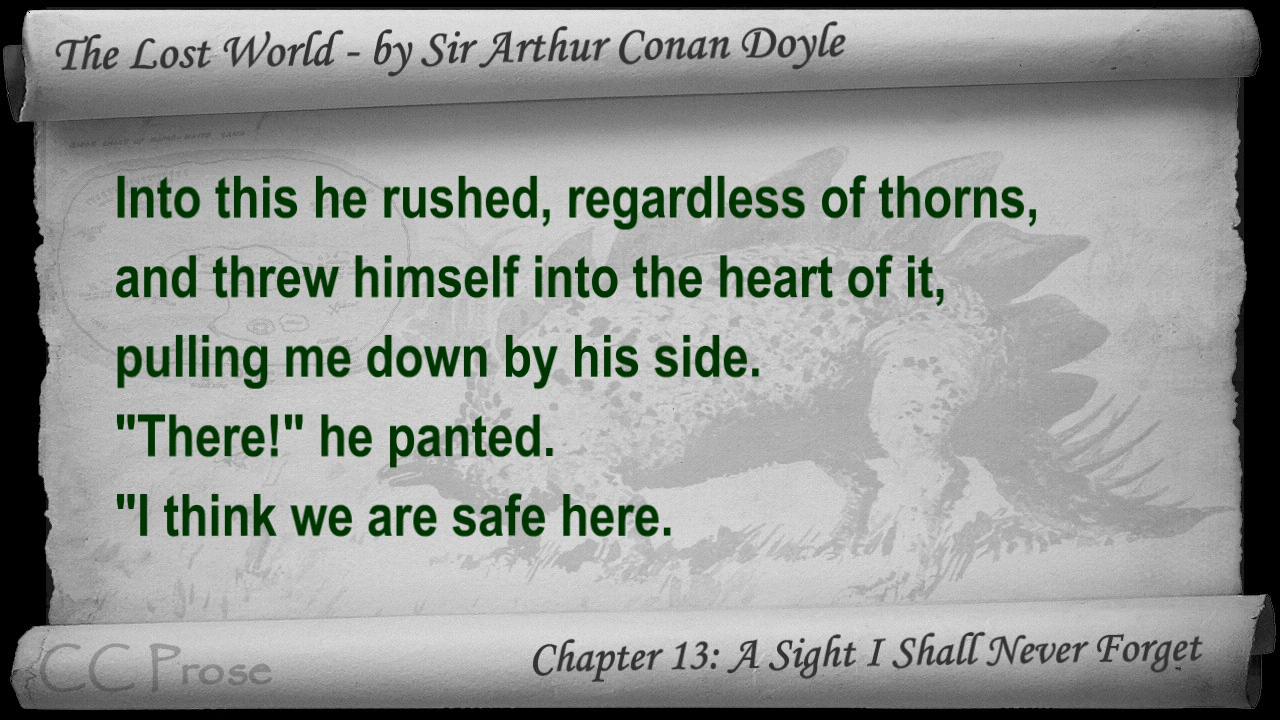 The Lost World - by Sir Arthur Conan Doyle
Into this he rushed, regardless of thorns,
and threw himself into the heart of it,
pulling me down by his side.
"There!" he panted.
"I think we are safe here.
CC Prose
Chapter 13: A Sight I Shall Never Forget